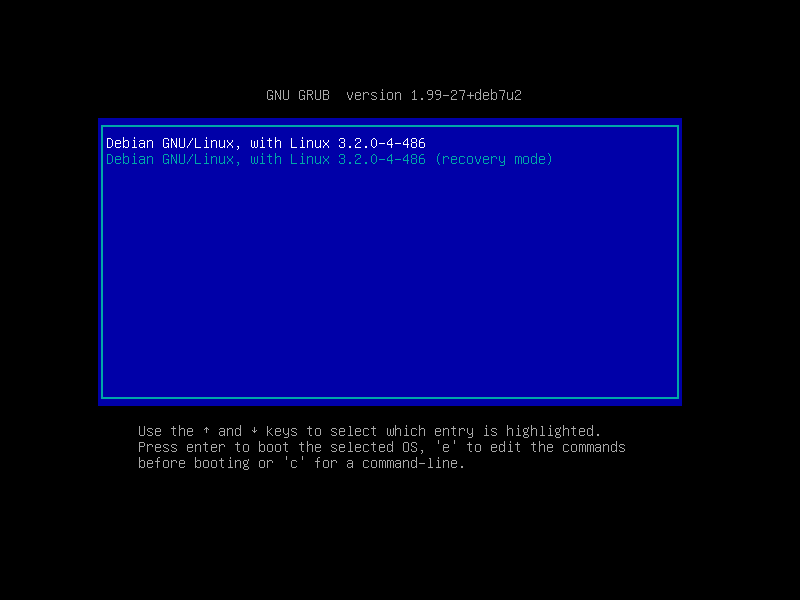 GNU GRUB  version 1.99-27+deb7u2
Debian GNU/Linux, with Linux 3.2.0-4-486
Debian GNU/Linux, with Linux 3.2.0-4-486 (recovery mode)
Use the ↑ and ↓ keys to select which entry is highlighted.
Press enter to boot the selected OS, 'e' to edit the commands
before booting or 'c' for a command-line.